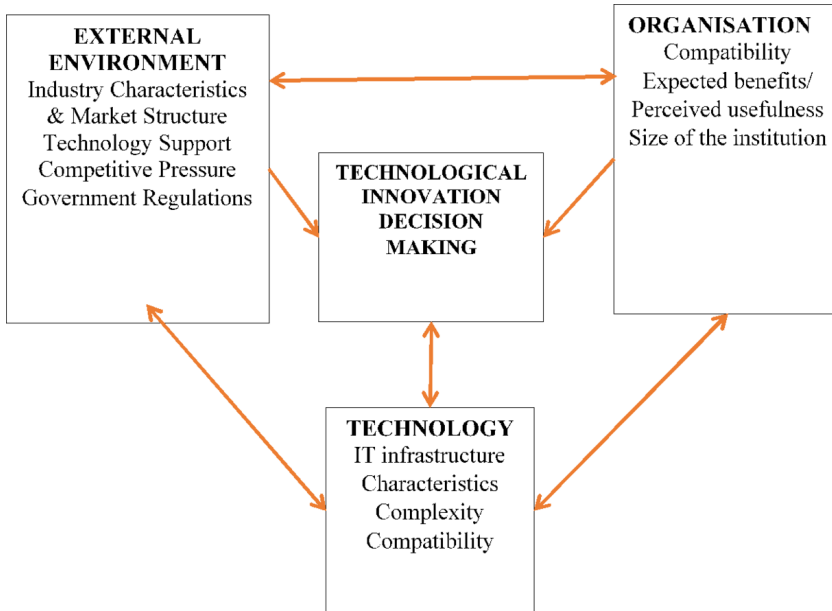 EXTERNAL
ENVIRONMENT
Industry Characteristics
& Market Structure
Technology Support
Competitive Pressure
Government Regulations
ORGANISATION
Compatibility
Expected benefits/
Perceived usefulness
Size of the institution
TECHNOLOGICAL
INNOVATION
DECISION
MAKING
TECHNOLOGY
IT infrastructure
Characteristics
Complexity
Compatibility